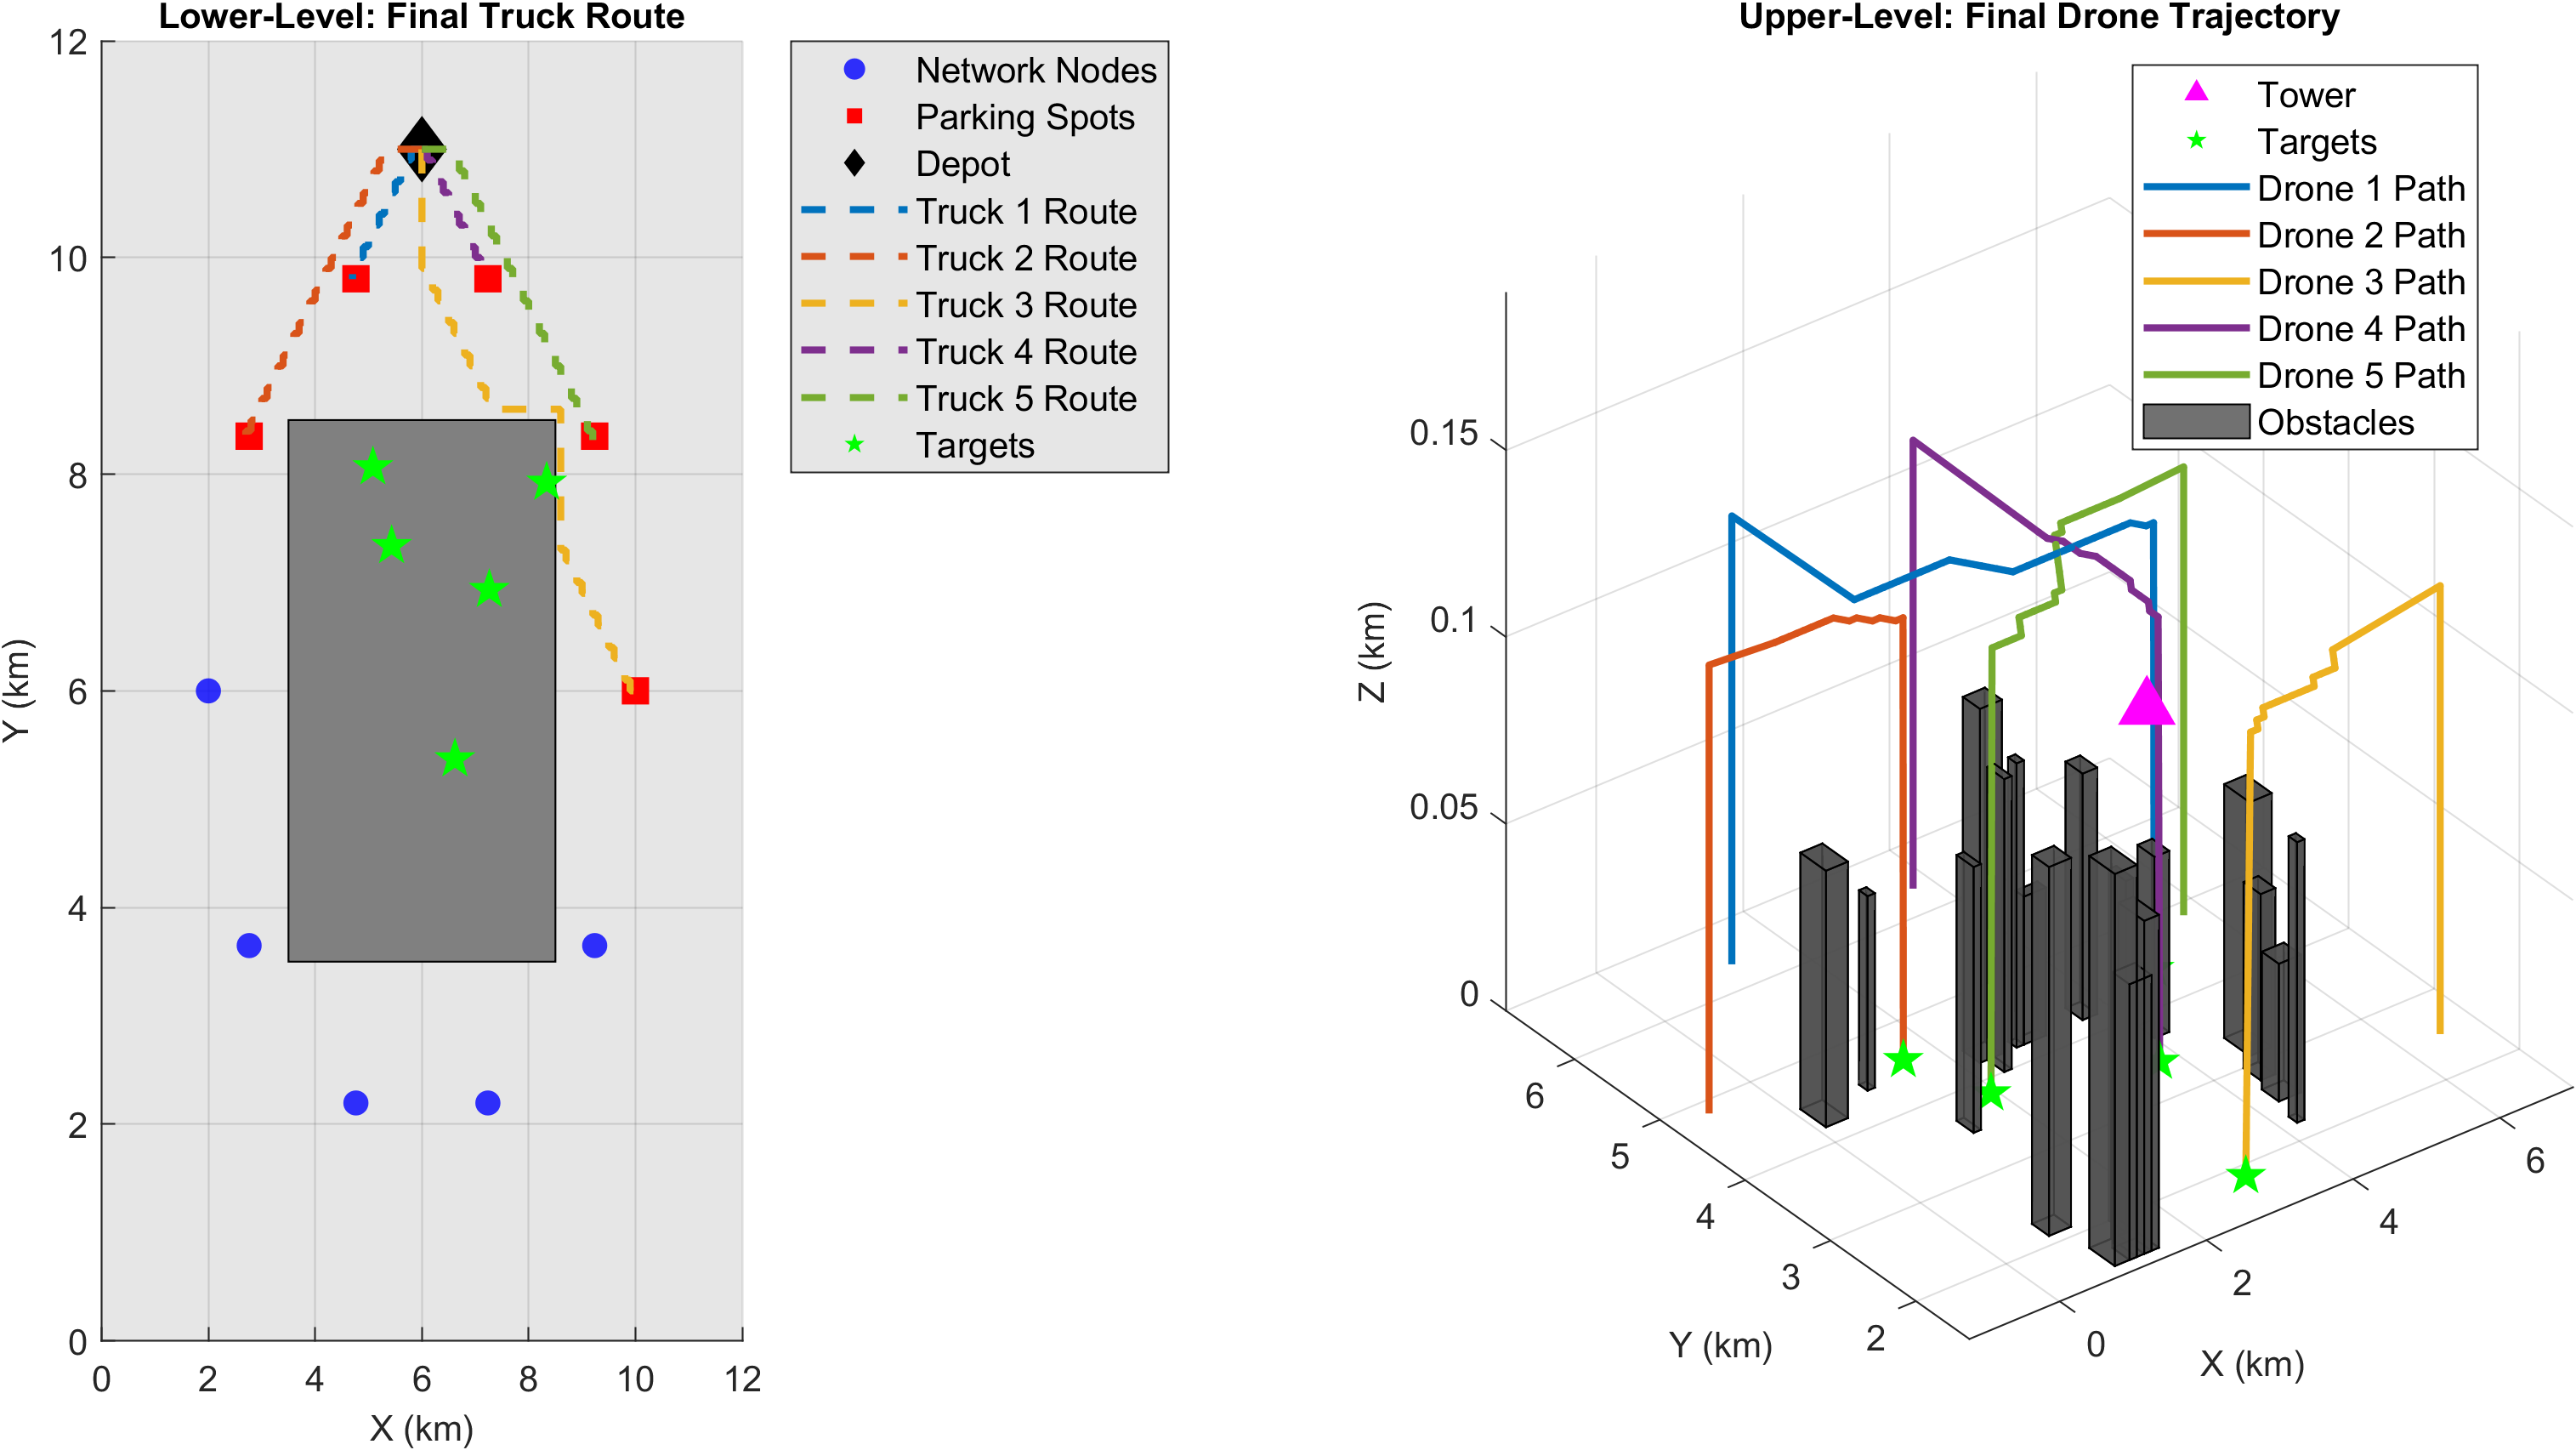 Lower-Level: Final Truck Route
12
10
8
6
4
2
0
0 2 4 6 8 10 12
X (km)
Y (km)
Network Nodes
Parking Spots
Depot
Truck 1 Route
Truck 2 Route
Truck 3 Route
Truck 4 Route
Truck 5 Route
Targets
Upper-Level: Final Drone Trajectory
Tower
Targets
Drone 1 Path
Drone 2 Path
Drone 3 Path
Drone 4 Path
Drone 5 Path
Obstacles
0.15
0.1
0.05
0
Z (km)
6
5
4
3
2
Y (km)
0
2
4
6
X (km)